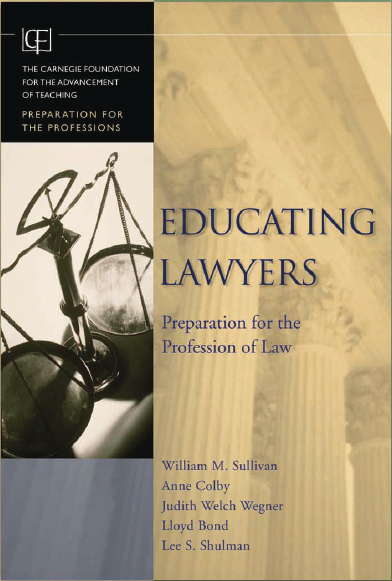 CF
THE CARNEGIE FOUNDATION
FOR THE ADVANCEMENT
OF TEACHING
PREPARATION FOR
THE PROFESSIONS
EDUCATING
LAWYERS
Preparation for the
Profession of Law
William M. Sullivan
Anne Colby
Judith Welch Wegner
Lloyd Bond
Lee S. Shulman